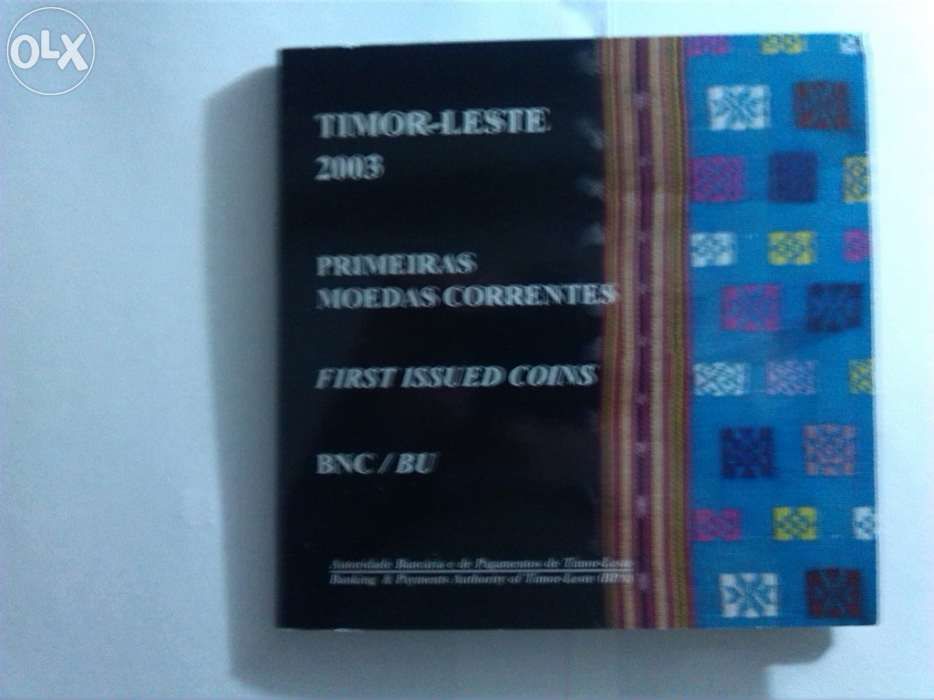 OLX
TIMOR-LESTE
2003
PRIMEIRAS
MOEDAS CORRENTES
FIRST ISSUED COINS
BNC / BU
Autoridade Bancária e de Pagamentos de Timor-Leste
Banking & Payments Authority of Timor-Leste (BPA)